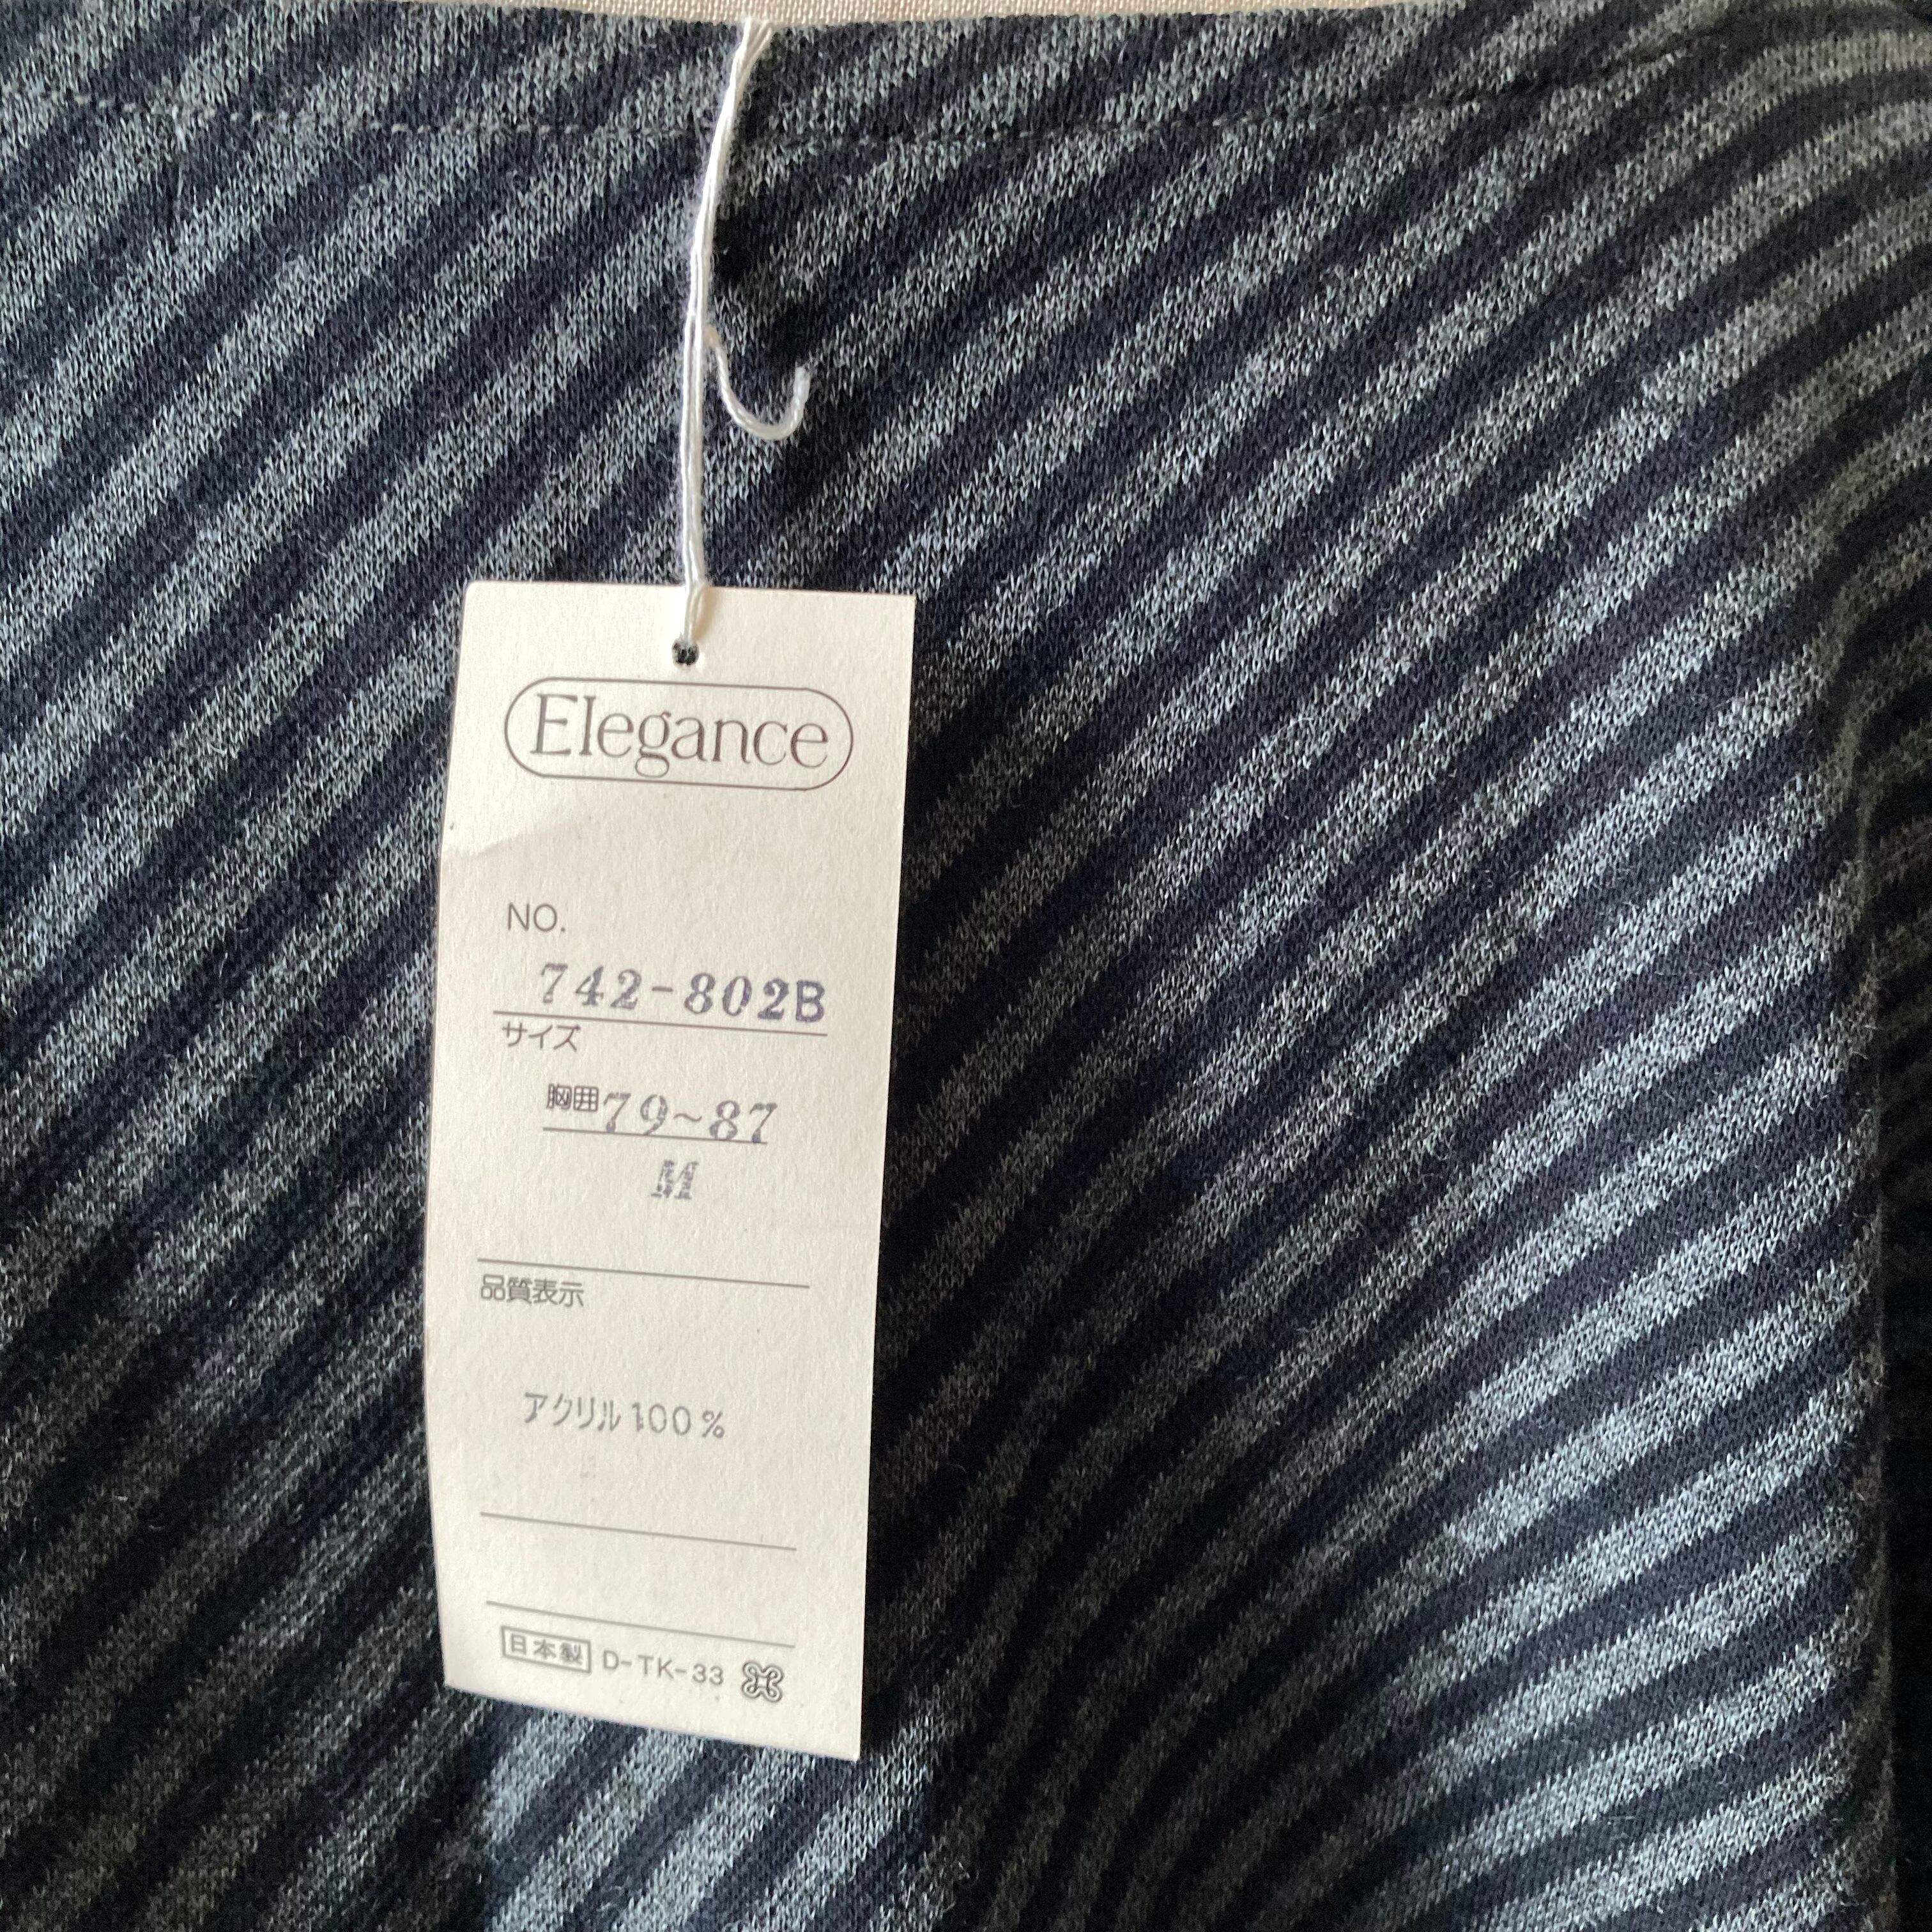 Elegance
NO.
742-802B
サイズ
胸囲79~87
M
品質表示
アクリル100%
日本製 D-TK-33